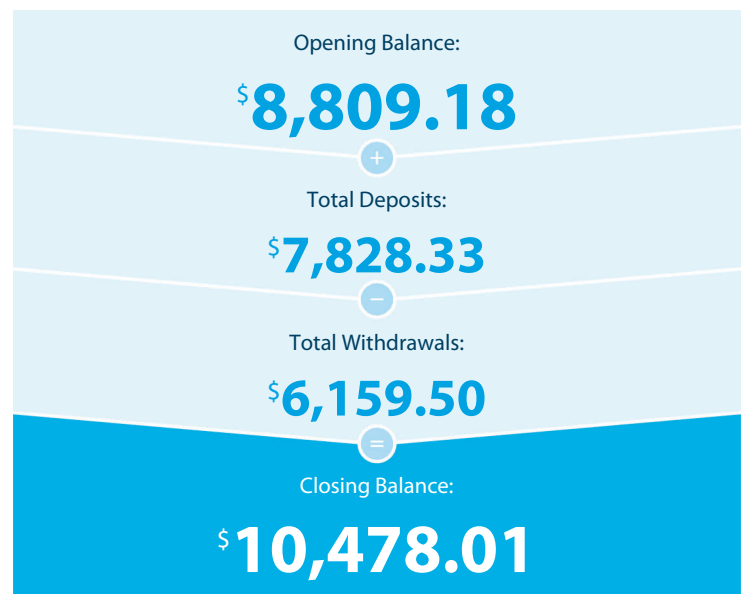 Opening Balance:
$8,809.18
+
Total Deposits:
$7,828.33
−
Total Withdrawals:
$6,159.50
=
Closing Balance:
$10,478.01